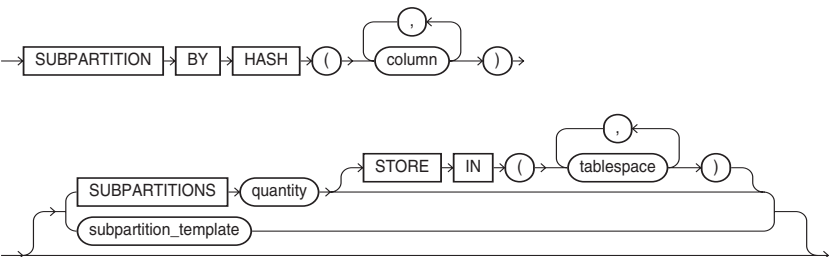 ,
SUBPARTITION BY HASH ( column )
,
STORE IN ( tablespace )
SUBPARTITIONS quantity
subpartition_template